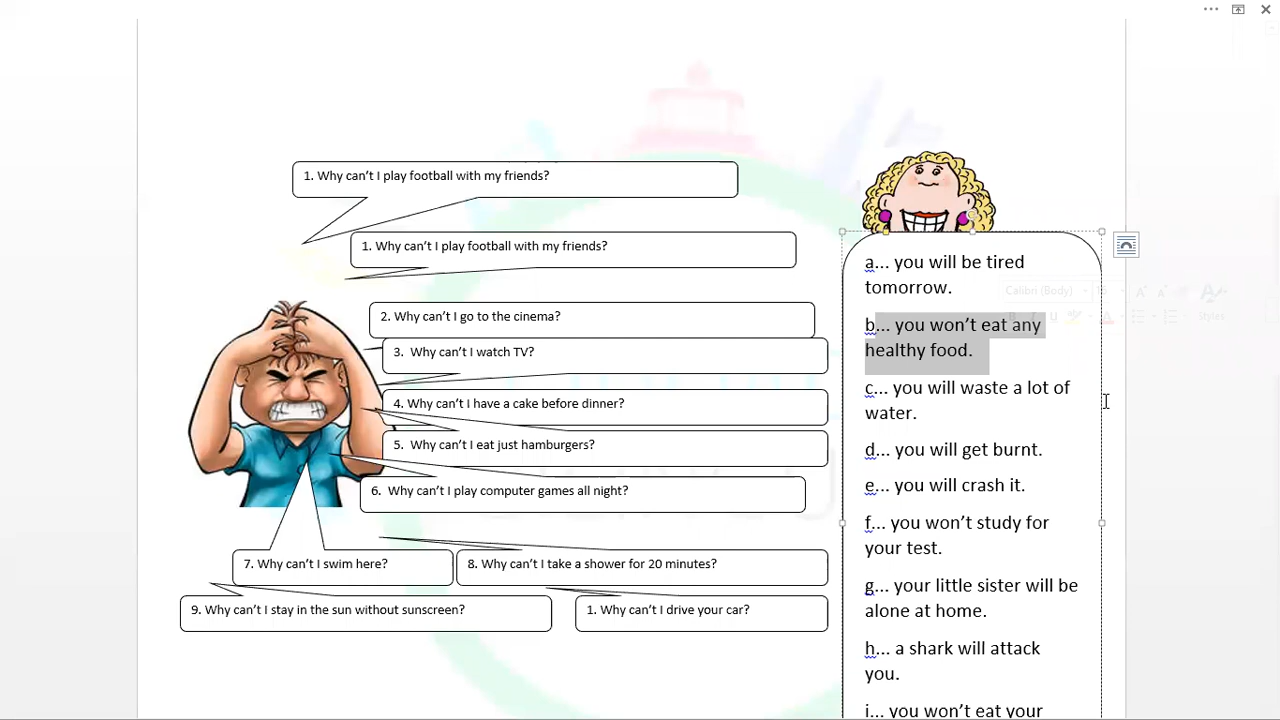 1. Why can't I play football with my friends?
1. Why can't I play football with my friends?
2. Why can't I go to the cinema?
3.  Why can't I watch TV?
4. Why can't I have a cake before dinner?
5.  Why can't I eat just hamburgers?
6.  Why can't I play computer games all night?
7. Why can't I swim here?
8. Why can't I take a shower for 20 minutes?
9. Why can't I stay in the sun without sunscreen?
1. Why can't I drive your car?
a... you will be tired
tomorrow.
b... you won't eat any
healthy food.
c... you will waste a lot of
water.
d... you will get burnt.
e... you will crash it.
f... you won't study for
your test.
g... your little sister will be
alone at home.
h... a shark will attack
you.
i... you won't eat your
Calibri (Body)
Styles